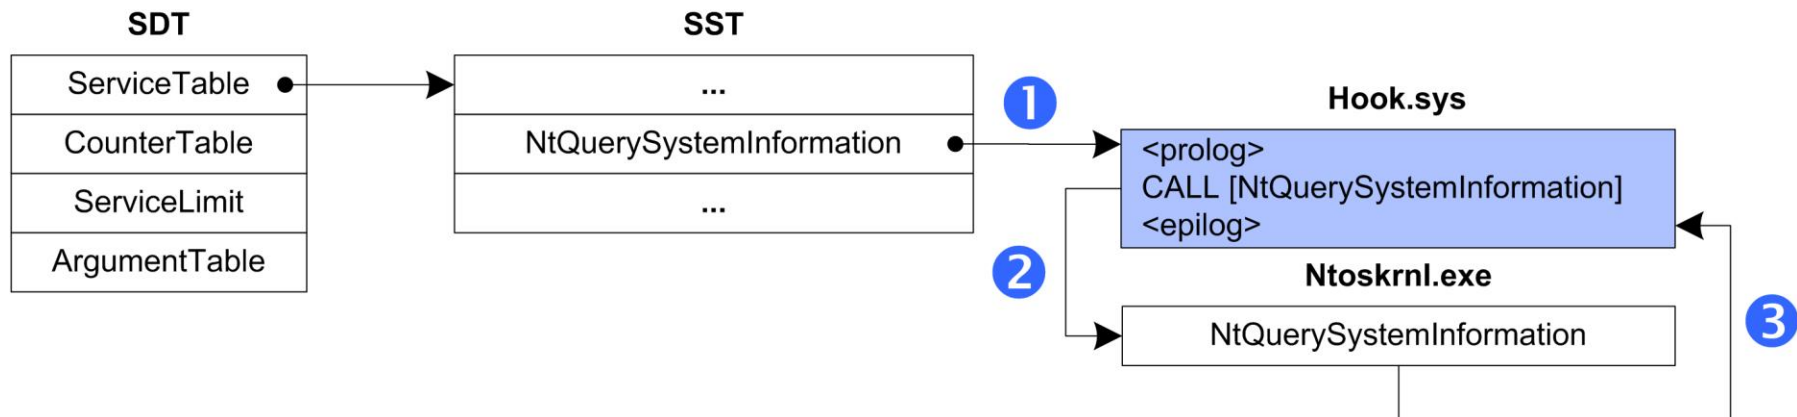 SDT
ServiceTable
CounterTable
ServiceLimit
ArgumentTable
SST
...
NtQuerySystemInformation
...
1
Hook.sys
<prolog>
CALL [NtQuerySystemInformation]
<epilog>
2
Ntoskrnl.exe
NtQuerySystemInformation
3